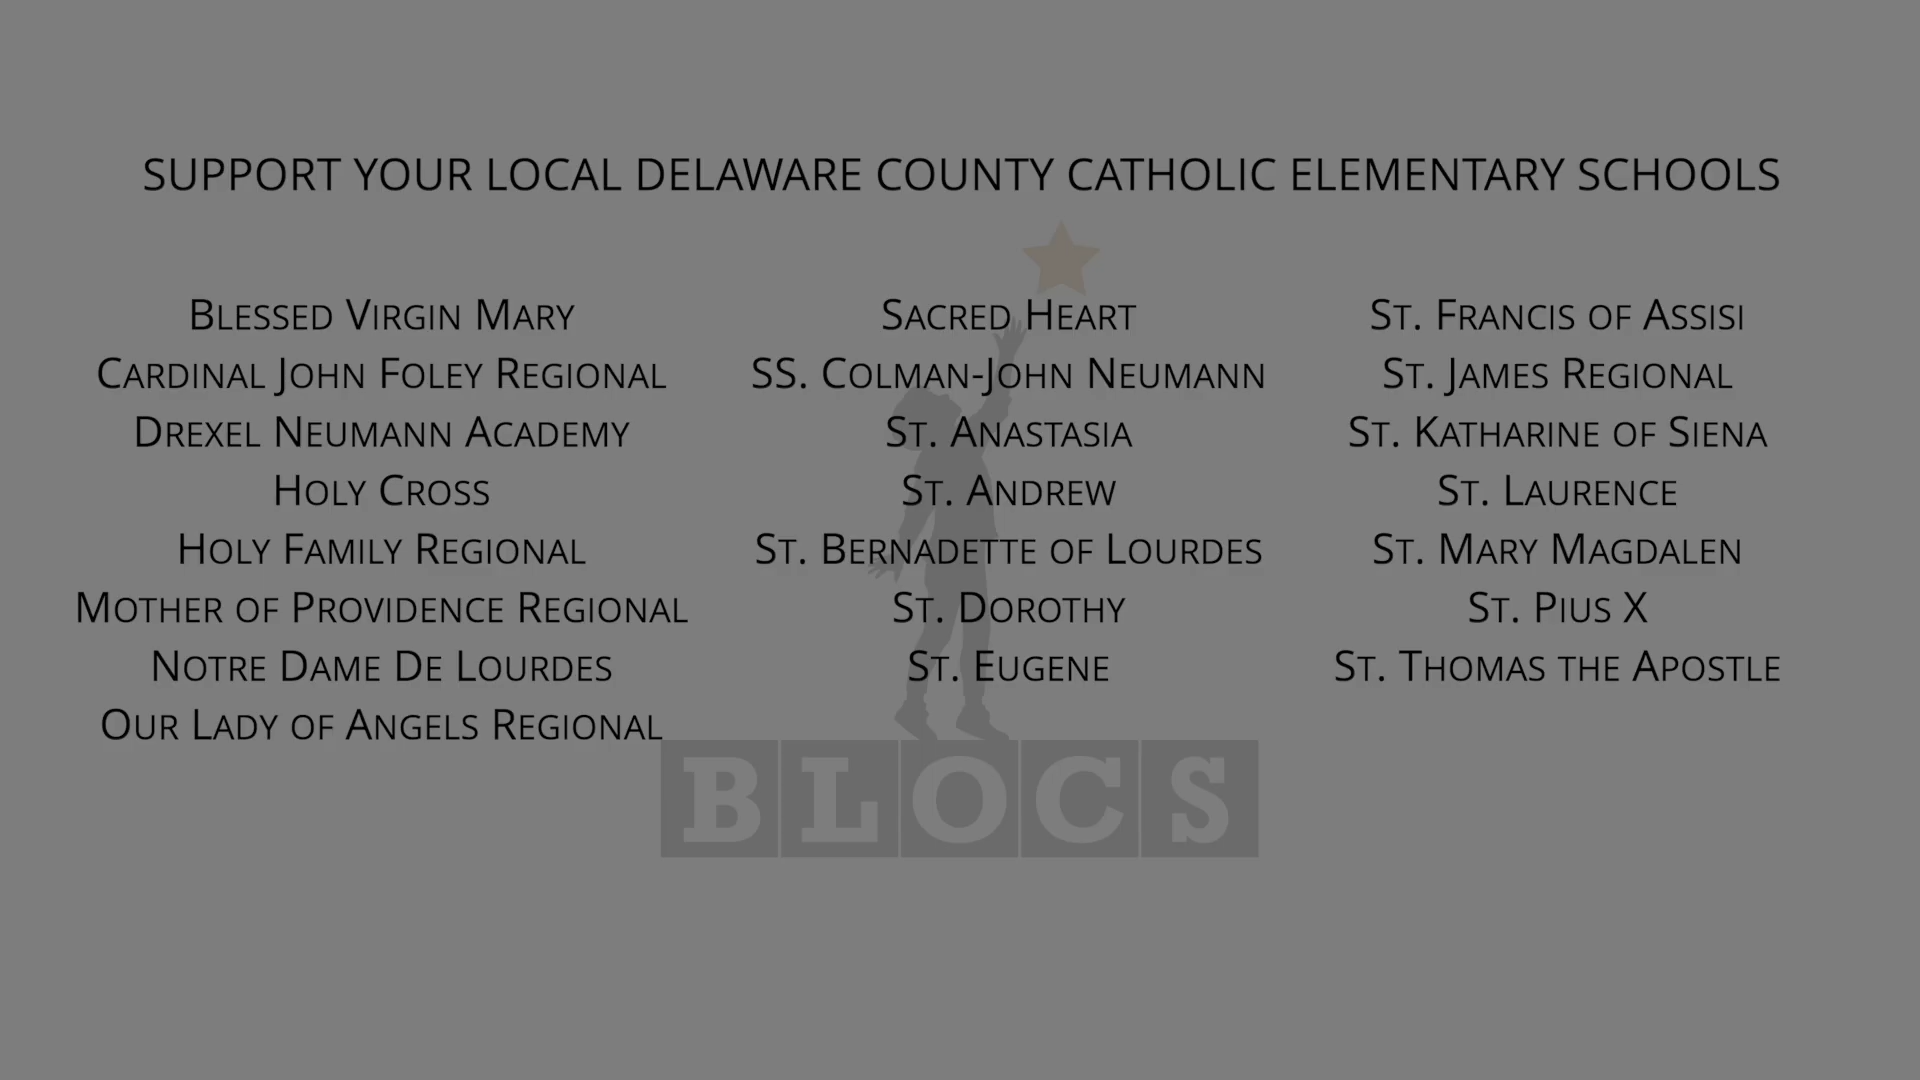 SUPPORT YOUR LOCAL DELAWARE COUNTY CATHOLIC ELEMENTARY SCHOOLS
Blessed Virgin Mary
Cardinal John Foley Regional
Drexel Neumann Academy
Holy Cross
Holy Family Regional
Mother of Providence Regional
Notre Dame De Lourdes
Our Lady of Angels Regional
Sacred Heart
SS. Colman-John Neumann
St. Anastasia
St. Andrew
St. Bernadette of Lourdes
St. Dorothy
St. Eugene
St. Francis of Assisi
St. James Regional
St. Katharine of Siena
St. Laurence
St. Mary Magdalen
St. Pius X
St. Thomas the Apostle
BLOCS